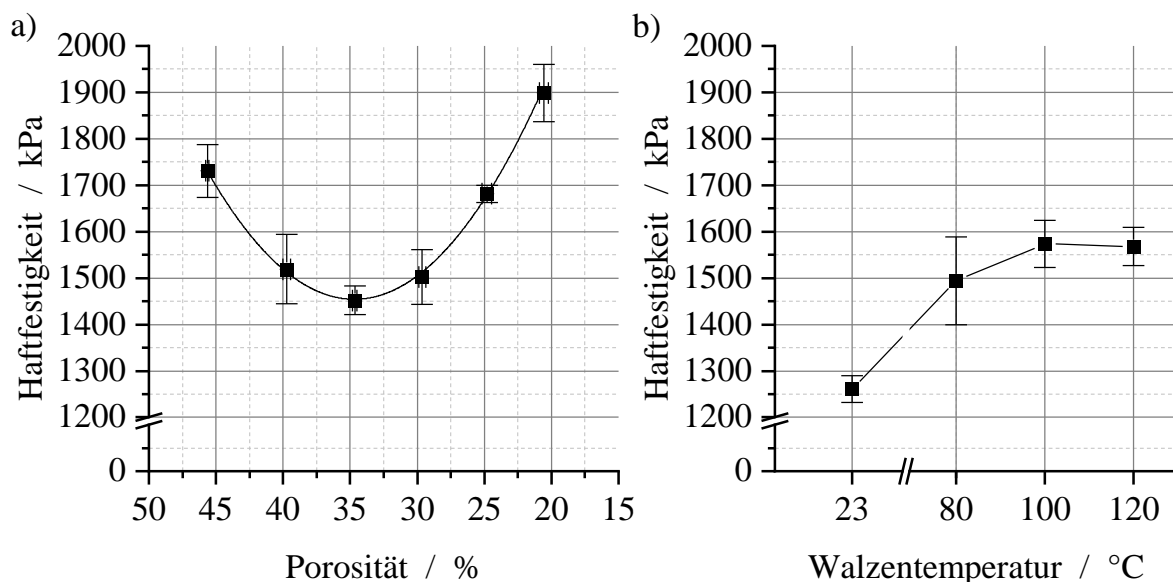 a)
2000
1900
1800
1700
1600
1500
1400
1300
1200
0
Haftfestigkeit / kPa
50 45 40 35 30 25 20 15
Porosität / %
b)
2000
1900
1800
1700
1600
1500
1400
1300
1200
0
Haftfestigkeit / kPa
23 80 100 120
Walzentemperatur / °C